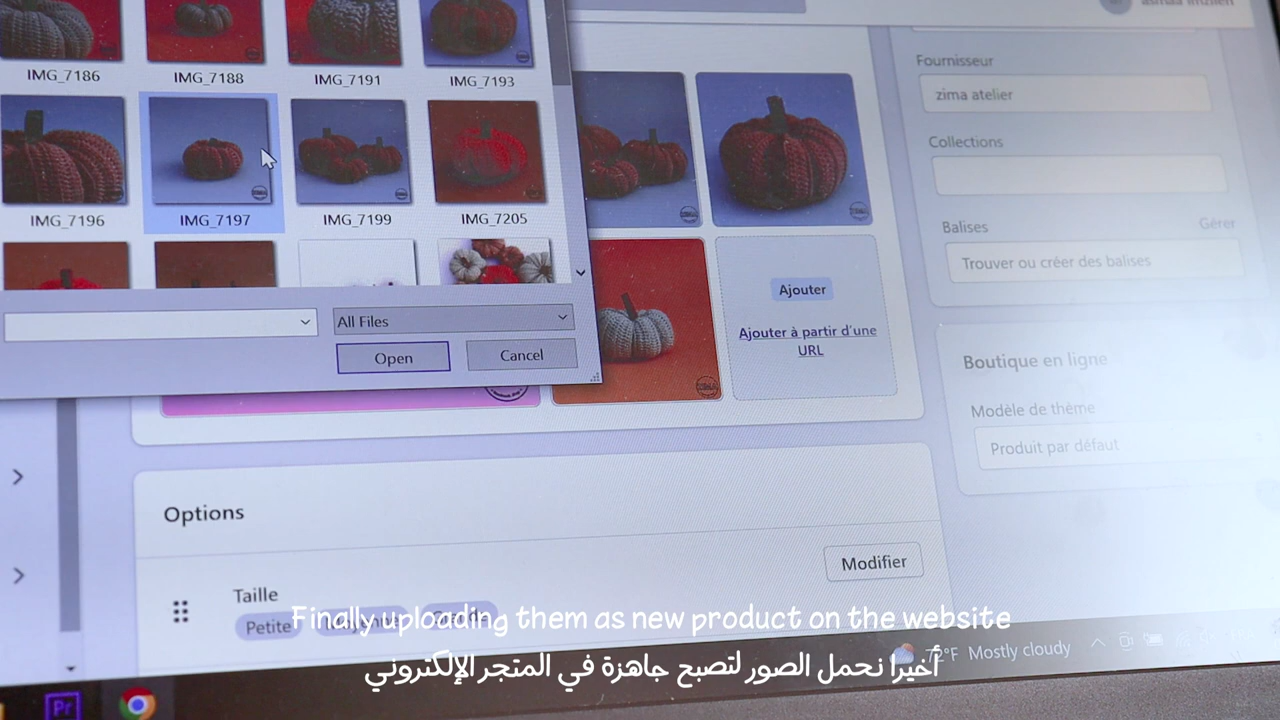 asmaa imzilen
IMG_7186
IMG_7188
IMG_7191
IMG_7193
IMG_7196
IMG_7197
IMG_7199
IMG_7205
All Files
Open
Cancel
Ajouter
Ajouter à partir d’une
URL
Fournisseur
zima atelier
Collections
Balises
Gérer
Trouver ou créer des balises
Boutique en ligne
Modèle de thème
Produit par défaut
Options
Modifier
Taille
Petite
Finally uploading them as new product on the website
أخيرا نحمل الصور لتصبح جاهزة في المتجر الإلكتروني
Mostly cloudy
Pr